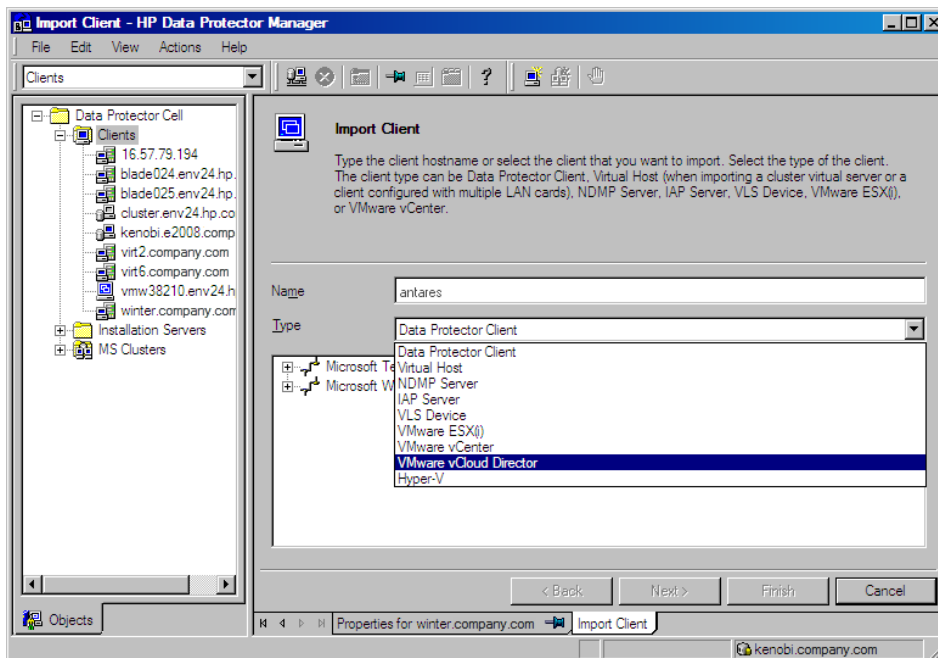 Import Client - HP Data Protector Manager
File Edit View Actions Help
Clients
Data Protector Cell
Clients
16.57.79.194
blade024.env24.hp.
blade025.env24.hp.
cluster.env24.hp.co
kenobi.e2008.comp
virt2.company.com
virt6.company.com
vmw38210.env24.h
winter.company.com
Installation Servers
MS Clusters
Objects
Import Client
Type the client hostname or select the client that you want to import. Select the type of the client.
The client type can be Data Protector Client, Virtual Host (when importing a cluster virtual server or a
client configured with multiple LAN cards), NDMP Server, IAP Server, VLS Device, VMware ESX(i),
or VMware vCenter.
Name antares
Type Data Protector Client
Microsoft Te
Microsoft W
Data Protector Client
Virtual Host
NDMP Server
IAP Server
VLS Device
VMware ESX(i)
VMware vCenter
VMware vCloud Director
Hyper-V
< Back Next > Finish Cancel
Properties for winter.company.com Import Client
kenobi.company.com